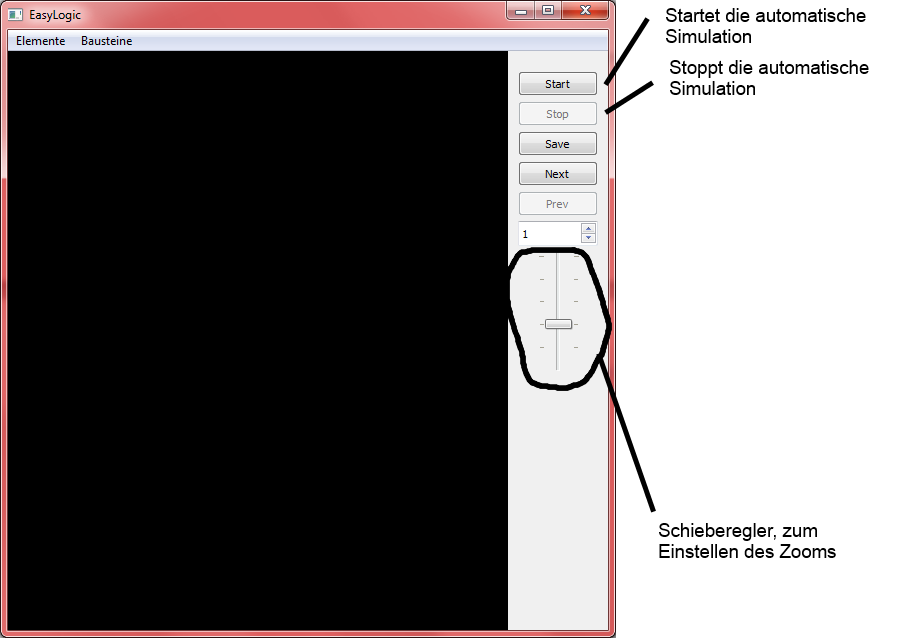 EasyLogic
Elemente Bausteine
Start
Stop
Save
Next
Prev
1
Startet die automatische
Simulation
Stoppt die automatische
Simulation
Schieberegler, zum
Einstellen des Zooms